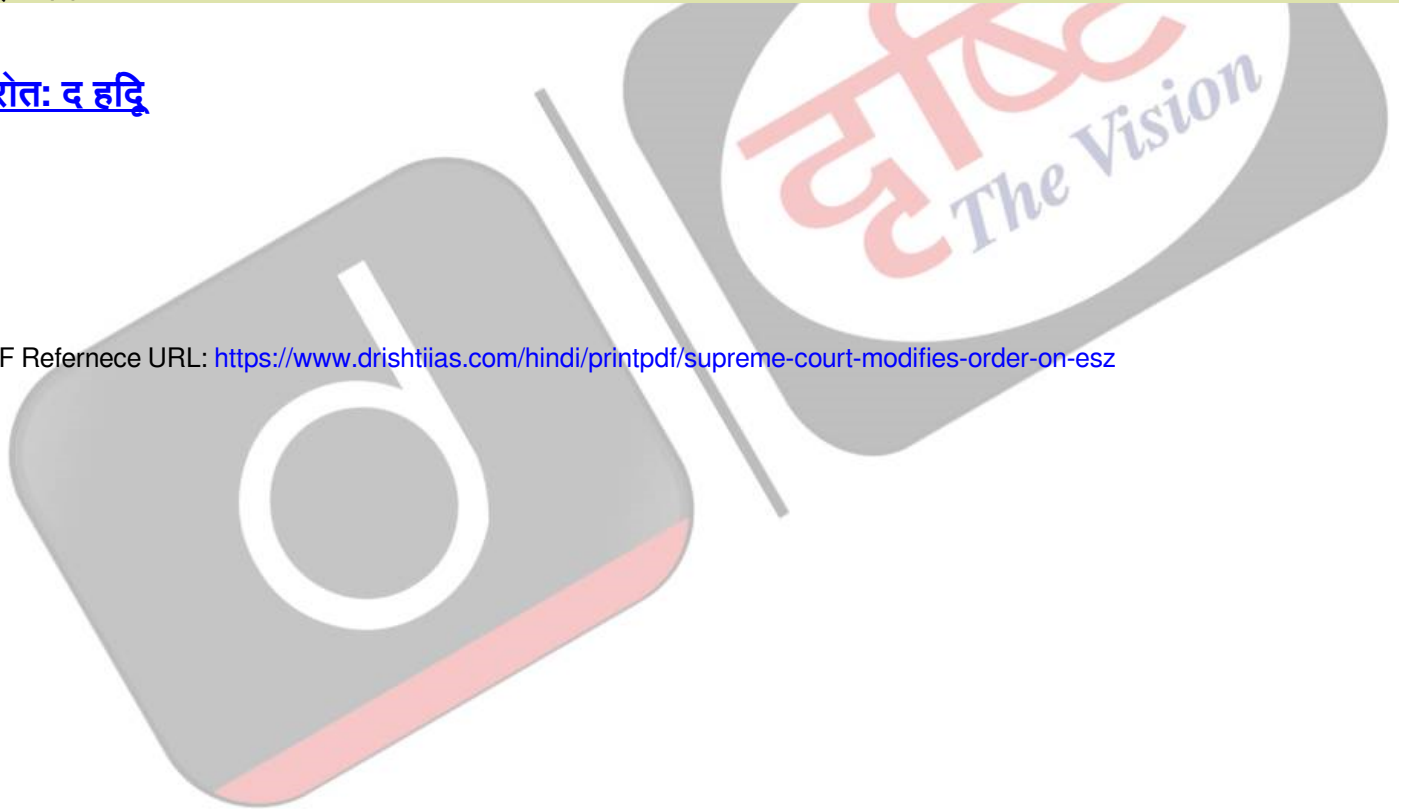 दृष्टि
The Vision
रोत: द हिंदू
F Refernece URL: https://www.drishtiias.com/hindi/printpdf/supreme-court-modifies-order-on-esz
d